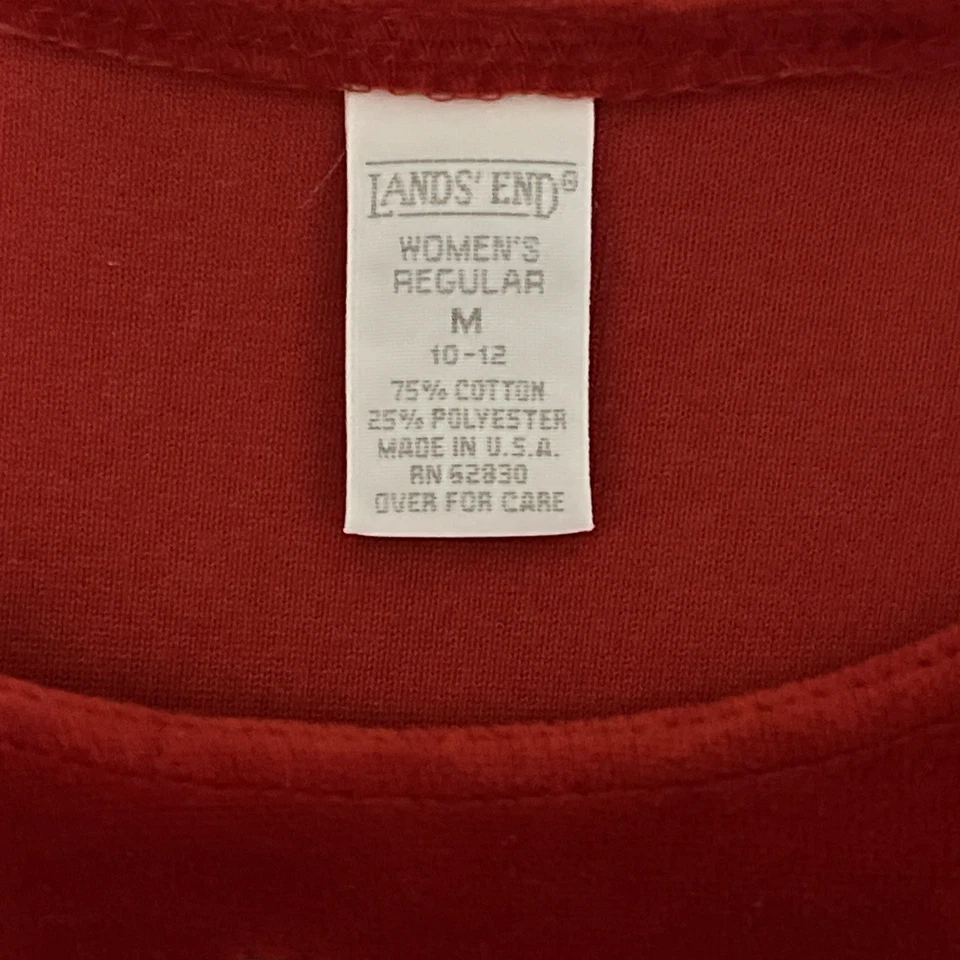 LANDS' END®
WOMEN'S
REGULAR
M
10-12
75% COTTON
25% POLYESTER
MADE IN U.S.A.
RN 62830
OVER FOR CARE